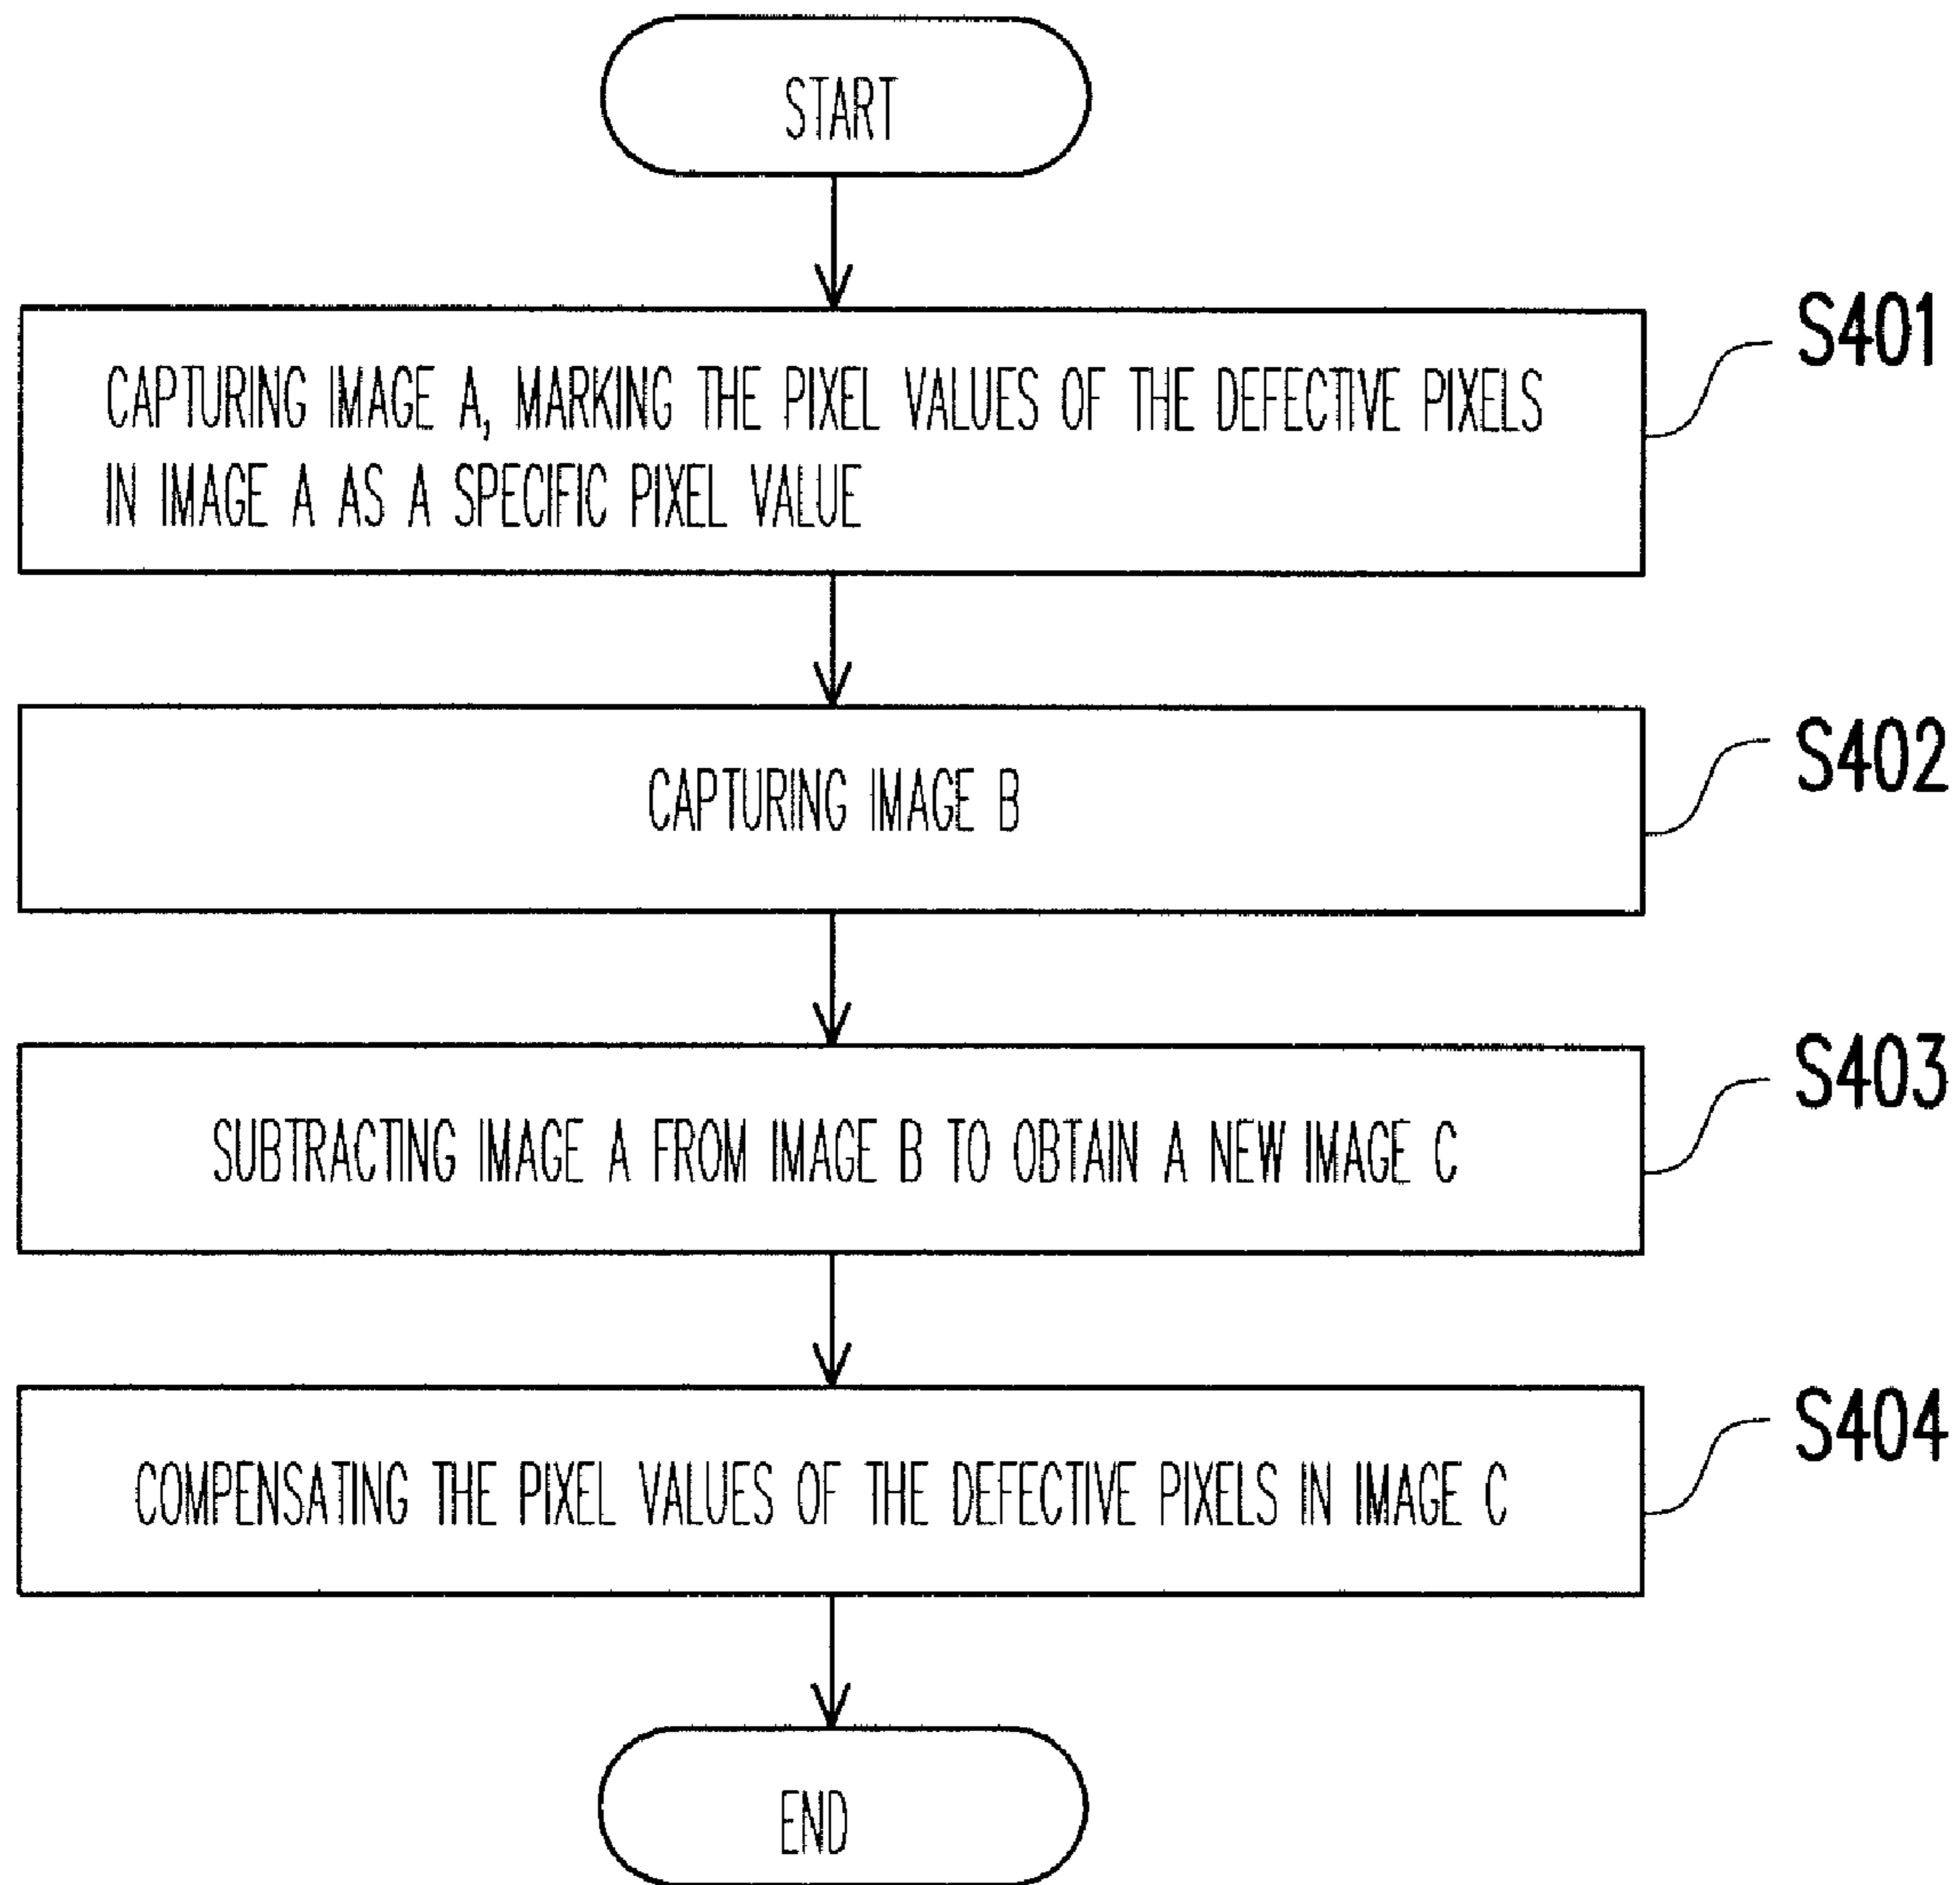 START
S401
CAPTURING IMAGE A, MARKING THE PIXEL VALUES OF THE DEFECTIVE PIXELS
IN IMAGE A AS A SPECIFIC PIXEL VALUE
S402
CAPTURING IMAGE B
S403
SUBTRACTING IMAGE A FROM IMAGE B TO OBTAIN A NEW IMAGE C
S404
COMPENSATING THE PIXEL VALUES OF THE DEFECTIVE PIXELS IN IMAGE C
END